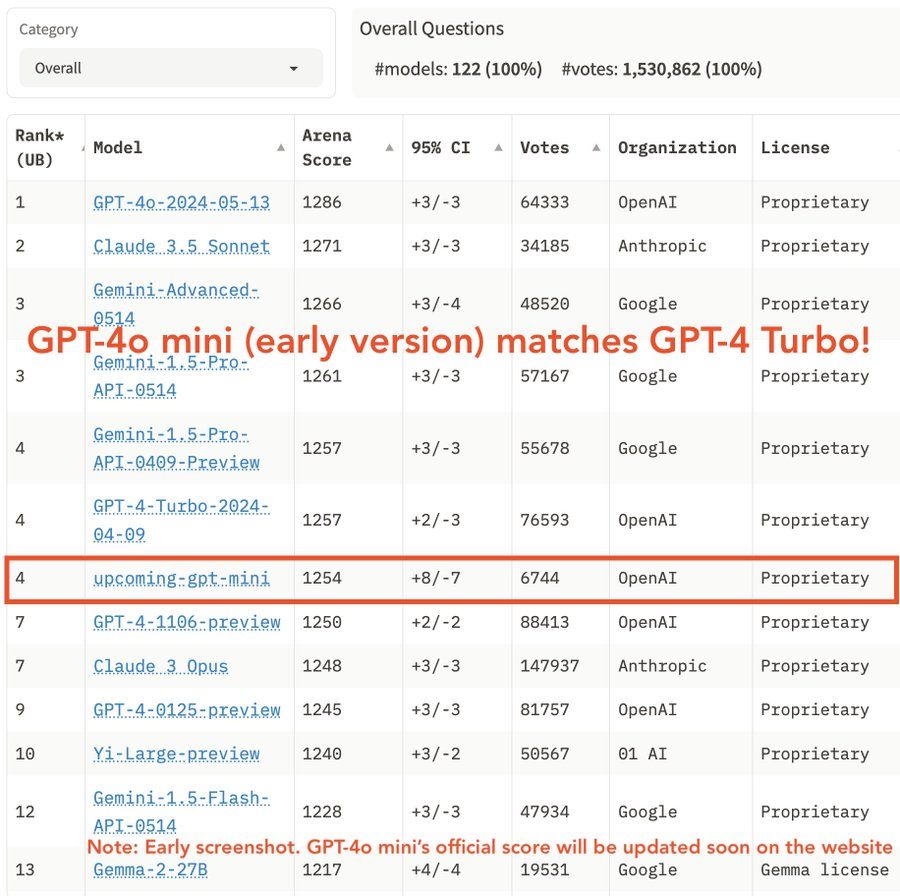 Category
Overall
Overall Questions
#models: 122 (100%) #votes: 1,530,862 (100%)
Rank* (UB) Model Arena Score 95% CI Votes Organization License
1 GPT-4o-2024-05-13 1286 +3/-3 64333 OpenAI Proprietary
2 Claude 3.5 Sonnet 1271 +3/-3 34185 Anthropic Proprietary
3 Gemini-Advanced-0514 1266 +3/-4 48520 Google Proprietary
GPT-4o mini (early version) matches GPT-4 Turbo!
3 Gemini-1.5-Pro-API-0514 1261 +3/-3 57167 Google Proprietary
4 Gemini-1.5-Pro-API-0409-Preview 1257 +3/-3 55678 Google Proprietary
4 GPT-4-Turbo-2024-04-09 1257 +2/-3 76593 OpenAI Proprietary
4 upcoming-gpt-mini 1254 +8/-7 6744 OpenAI Proprietary
7 GPT-4-1106-preview 1250 +2/-2 88413 OpenAI Proprietary
7 Claude 3 Opus 1248 +3/-3 147937 Anthropic Proprietary
9 GPT-4-0125-preview 1245 +3/-3 81757 OpenAI Proprietary
10 Yi-Large-preview 1240 +3/-2 50567 01 AI Proprietary
12 Gemini-1.5-Flash-API-0514 1228 +3/-3 47934 Google Proprietary
Note: Early screenshot. GPT-4o mini’s official score will be updated soon on the website
13 Gemma-2-27B 1217 +4/-4 19531 Google Gemma license